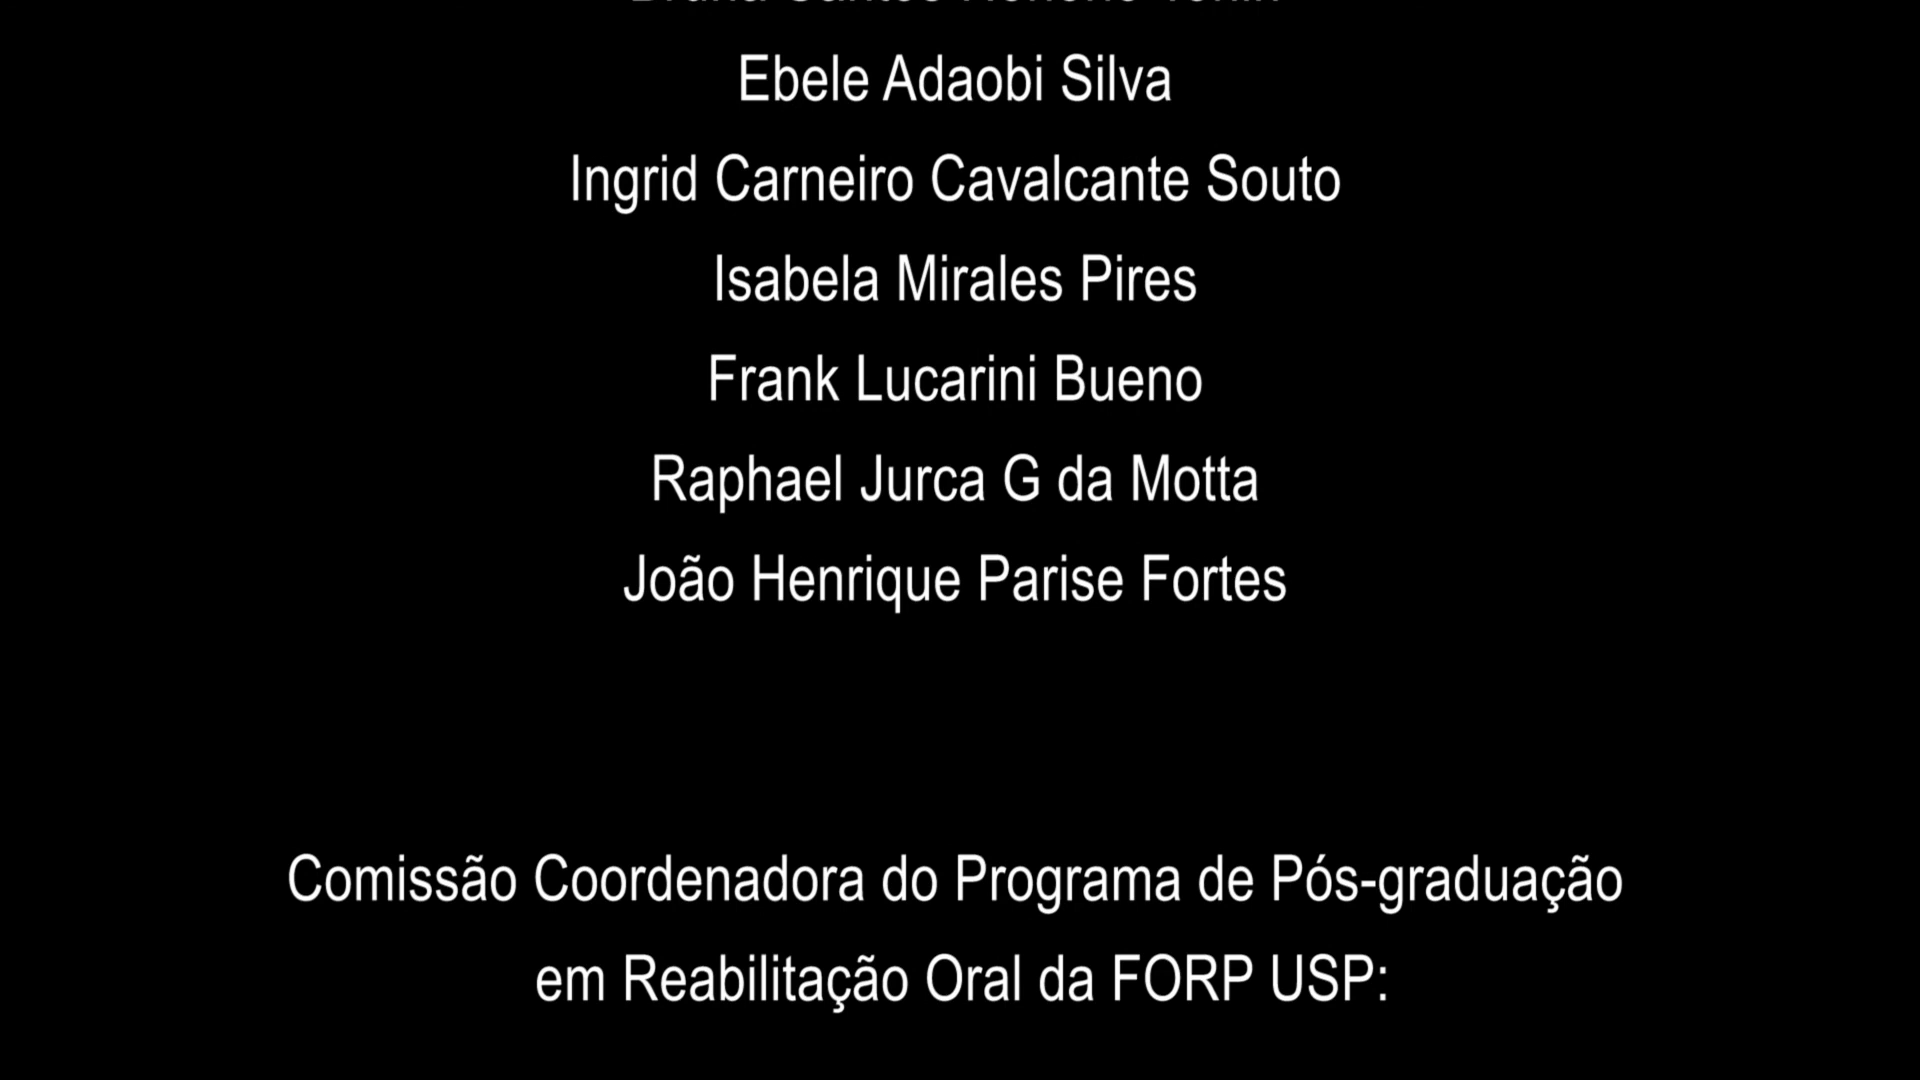 Ebele Adaobi Silva
Ingrid Carneiro Cavalcante Souto
Isabela Mirales Pires
Frank Lucarini Bueno
Raphael Jurca G da Motta
João Henrique Parise Fortes
Comissão Coordenadora do Programa de Pós-graduação
em Reabilitação Oral da FORP USP: